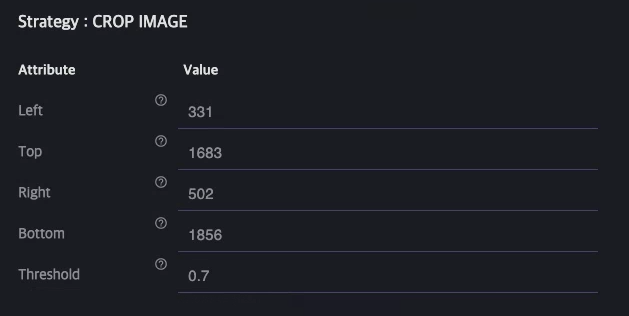 Strategy : CROP IMAGE
Attribute Value
Left ? 331
Top ? 1683
Right ? 502
Bottom ? 1856
Threshold ? 0.7